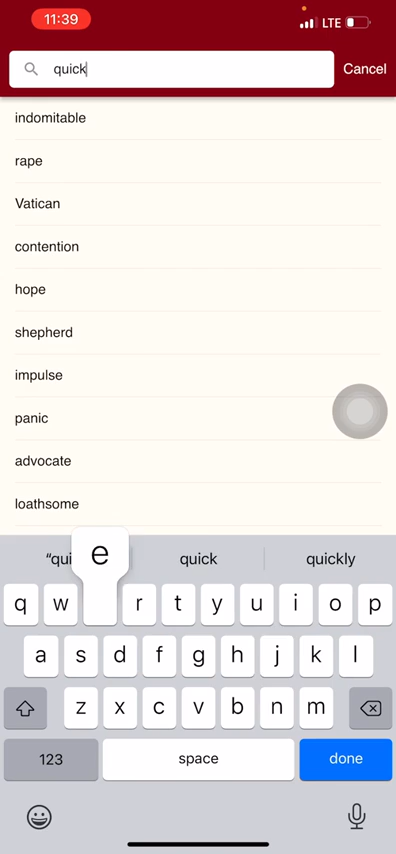 11:39
LTE
quick
Cancel
indomitable
rape
Vatican
contention
hope
shepherd
impulse
panic
advocate
loathsome
“qui quick quickly
e
q w r t y u i o p
a s d f g h j k l
z x c v b n m
123 space done